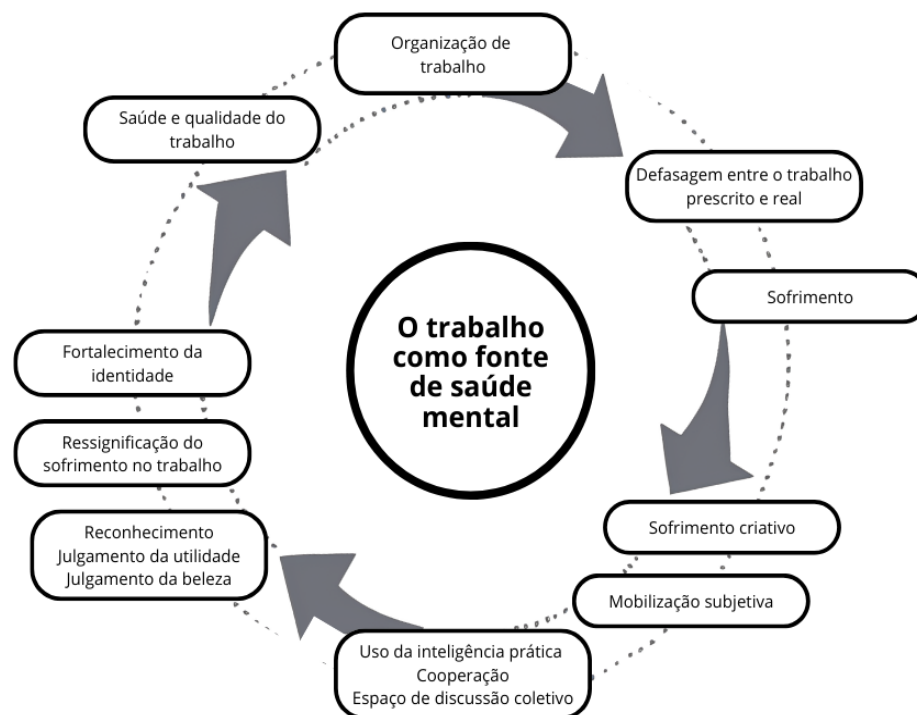 Organização de
trabalho
Defasagem entre o trabalho
prescrito e real
Sofrimento
Sofrimento criativo
Mobilização subjetiva
Uso da inteligência prática
Cooperação
Espaço de discussão coletivo
Reconhecimento
Julgamento da utilidade
Julgamento da beleza
Ressignificação do
sofrimento no trabalho
Fortalecimento da
identidade
Saúde e qualidade do
trabalho
O trabalho
como fonte
de saúde
mental